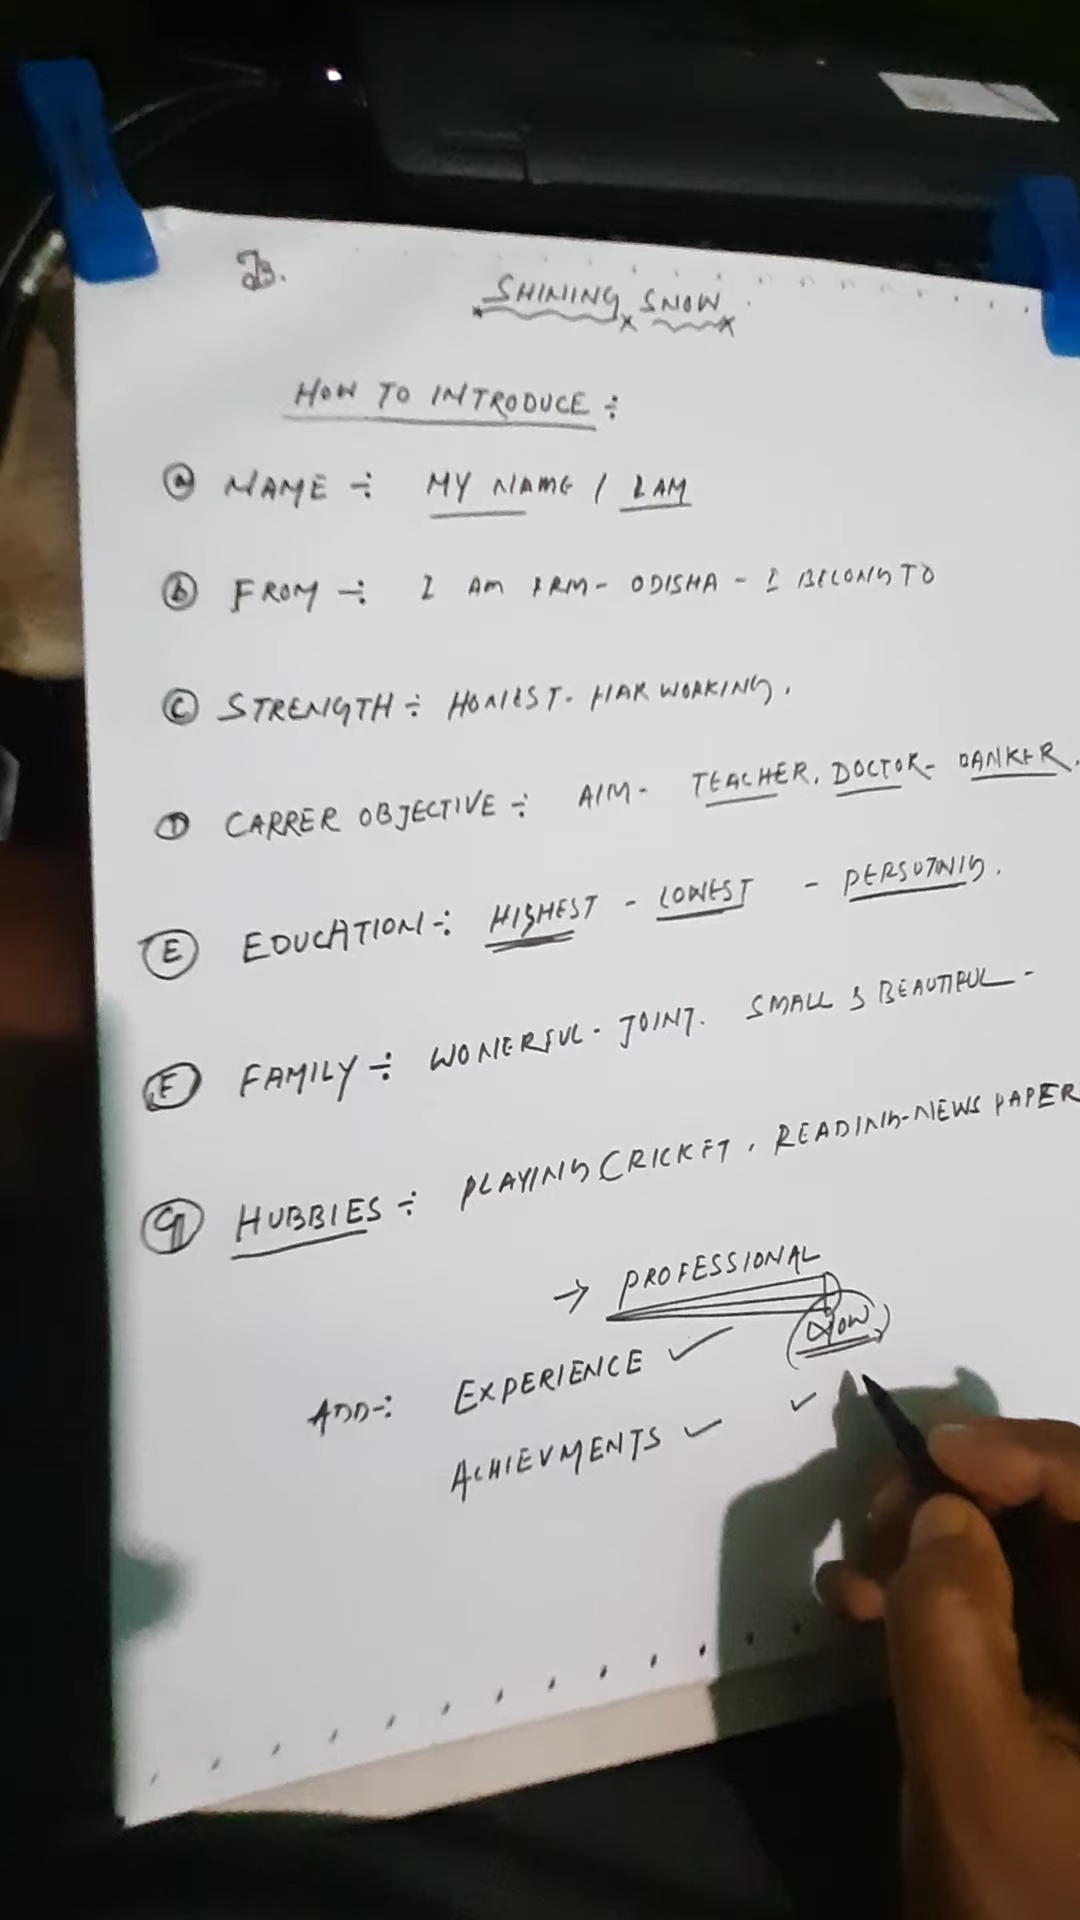 SHINING SNOW
HOW TO INTRODUCE ÷
ⓐ NAME ÷ MY NAME / I AM
ⓑ FROM ÷ I AM FRM - ODISHA - I BELONG TO
Ⓒ STRENGTH ÷ HONEST - HAR WORKING.
Ⓓ CARRER OBJECTIVE ÷ AIM - TEACHER, DOCTOR - BANKER.
Ⓔ EDUCATION ÷ HIGHEST - LOWEST -
Ⓕ FAMILY ÷ WONERFUL - JOINT. SMALL & BEAUTIFUL -
Ⓖ HUBBIES ÷ PLAYING CRICKET, READING - NEWS PAPER
→ PROFESSIONAL
NOW
ADD ÷ EXPERIENCE ✓
ACHIEVMENTS ✓ ✓